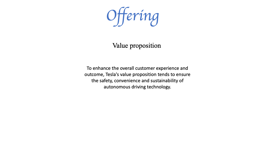 Offering
Value proposition
To enhance the overall customer experience and
outcome, Tesla's value proposition tends to ensure
the safety, convenience and sustainability of
autonomous driving technology.